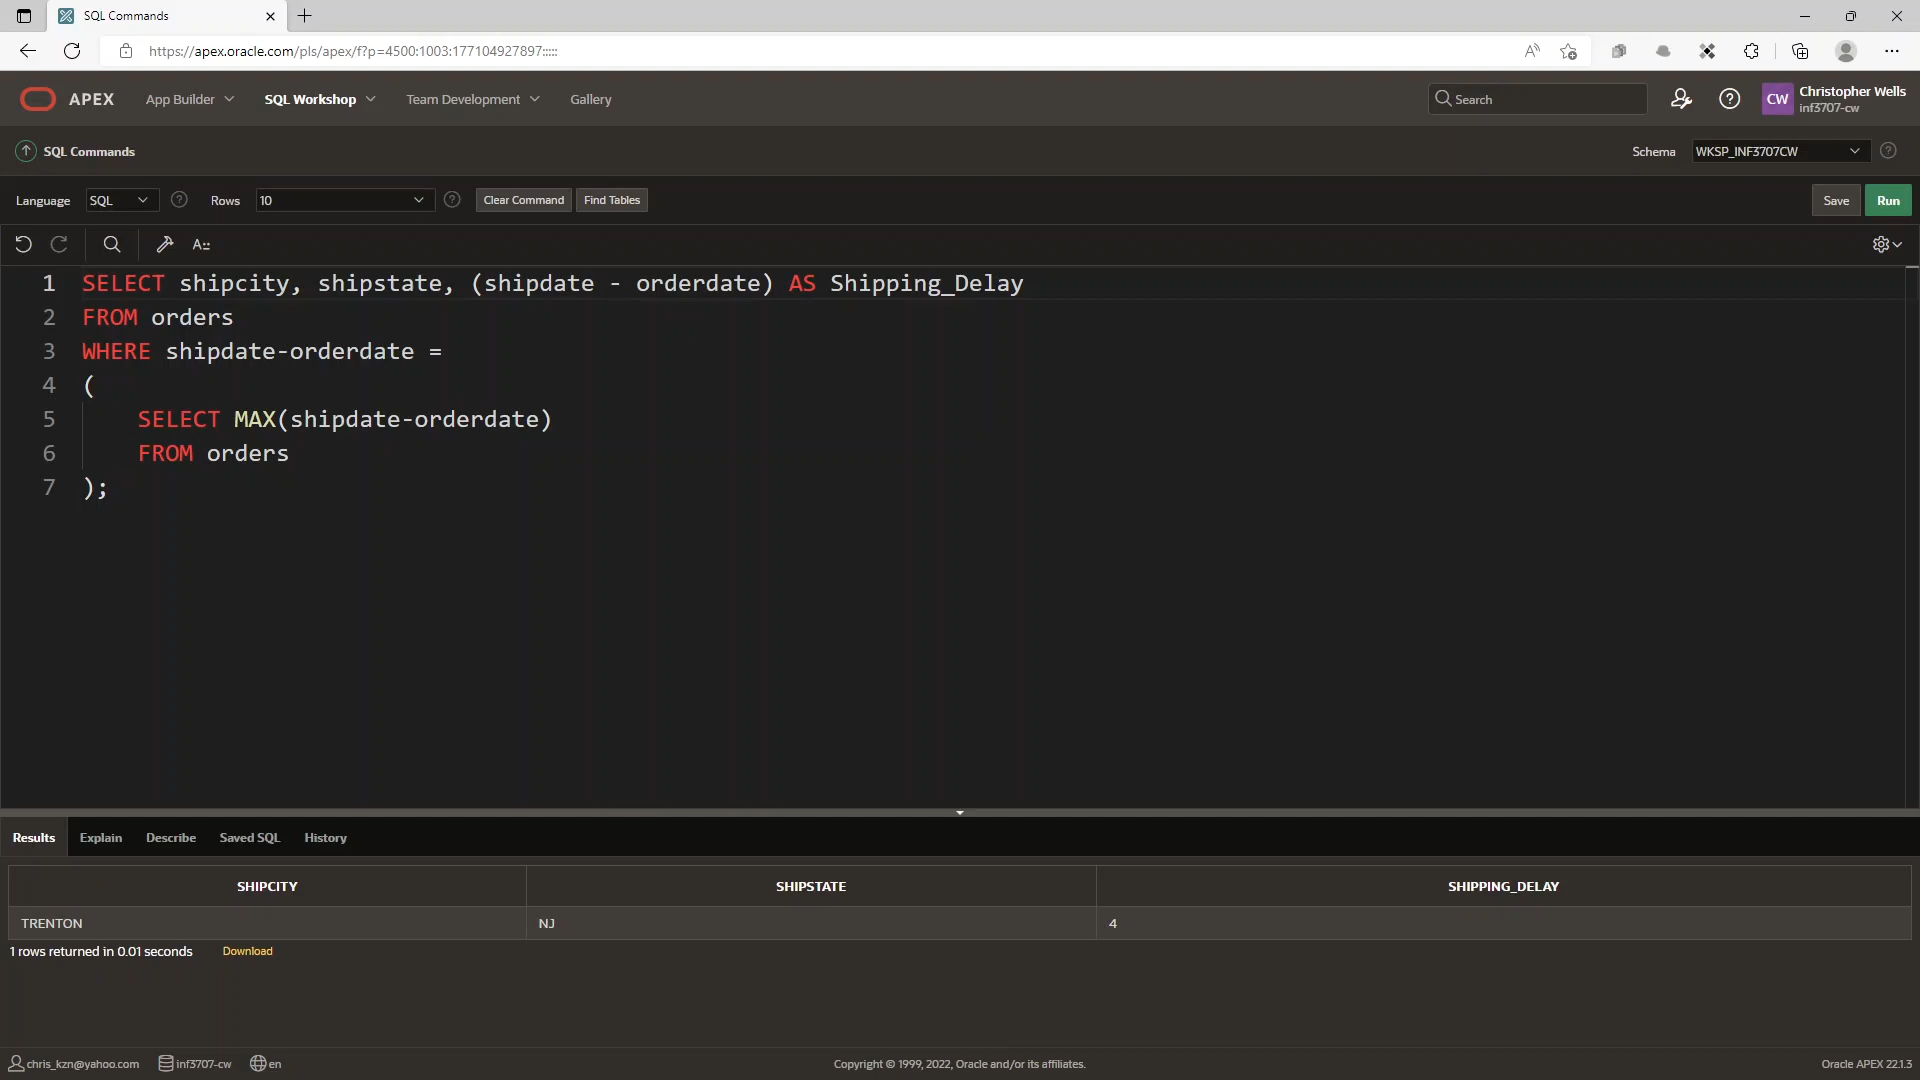 SQL Commands
https://apex.oracle.com/pls/apex/f?p=4500:1003:177104927897:::::
APEX App Builder SQL Workshop Team Development Gallery Search CW Christopher Wells
inf3707-cw
SQL Commands Schema WKSP_INF3707CW
Language SQL Rows 10 Clear Command Find Tables Save Run
1 SELECT shipcity, shipstate, (shipdate - orderdate) AS Shipping_Delay
2 FROM orders
3 WHERE shipdate-orderdate =
4 (
5 SELECT MAX(shipdate-orderdate)
6 FROM orders
7 );
Results Explain Describe Saved SQL History
SHIPCITY SHIPSTATE SHIPPING_DELAY
TRENTON NJ 4
1 rows returned in 0.01 seconds Download
chris_kzn@yahoo.com inf3707-cw en Copyright © 1999, 2022, Oracle and/or its affiliates. Oracle APEX 22.1.3